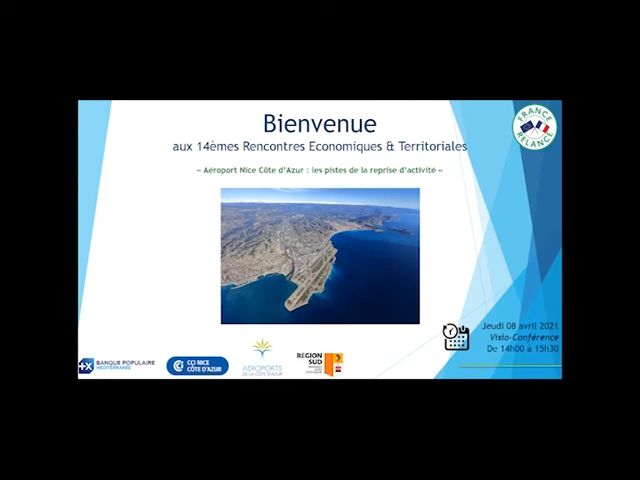 Bienvenue
aux 14èmes Rencontres Economiques & Territoriales
« Aéroport Nice Côte d'Azur : les pistes de la reprise d'activité »
FRANCE
RELANCE
Jeudi 08 avril 2021
Visio-Conférence
De 14h00 à 15h30
BANQUE POPULAIRE
MÉDITERRANÉE
CCI NICE
CÔTE D'AZUR
AEROPORTS
DE LA CÔTE D'AZUR
RÉGION
SUD